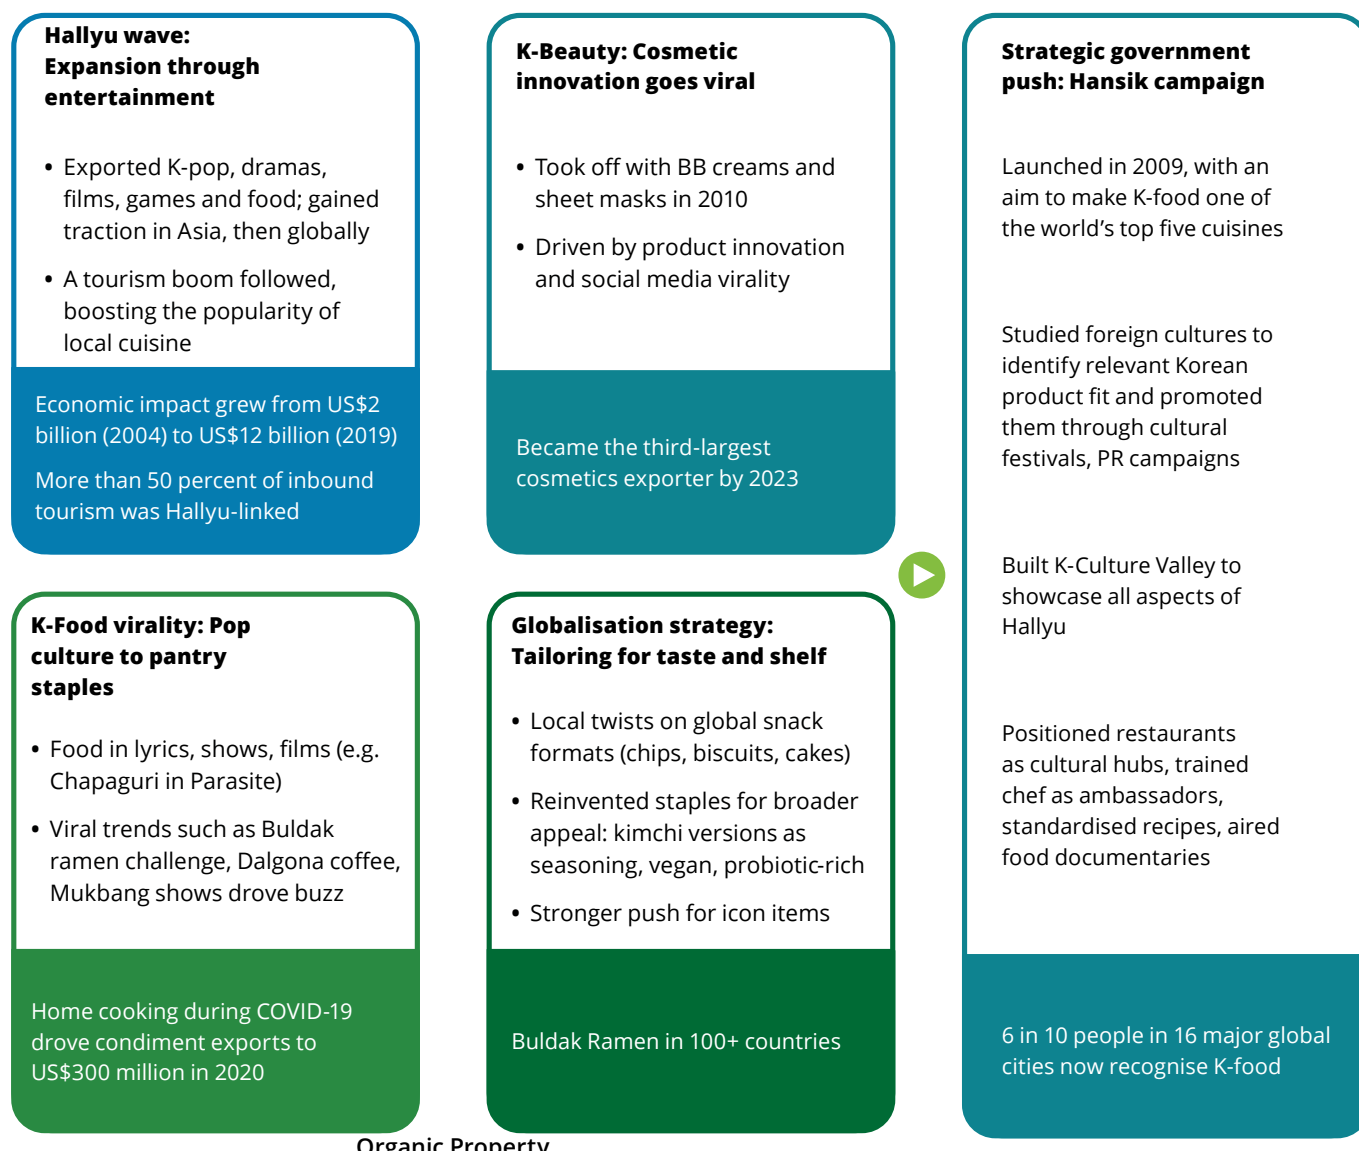 Hallyu wave:
Expansion through
entertainment
• Exported K-pop, dramas,
films, games and food; gained
traction in Asia, then globally
• A tourism boom followed,
boosting the popularity of
local cuisine
Economic impact grew from US$2
billion (2004) to US$12 billion (2019)
More than 50 percent of inbound
tourism was Hallyu-linked
K-Beauty: Cosmetic
innovation goes viral
• Took off with BB creams and
sheet masks in 2010
• Driven by product innovation
and social media virality
Became the third-largest
cosmetics exporter by 2023
K-Food virality: Pop
culture to pantry
staples
• Food in lyrics, shows, films (e.g.
Chapaguri in Parasite)
• Viral trends such as Buldak
ramen challenge, Dalgona coffee,
Mukbang shows drove buzz
Home cooking during COVID-19
drove condiment exports to
US$300 million in 2020
Globalisation strategy:
Tailoring for taste and shelf
• Local twists on global snack
formats (chips, biscuits, cakes)
• Reinvented staples for broader
appeal: kimchi versions as
seasoning, vegan, probiotic-rich
• Stronger push for icon items
Buldak Ramen in 100+ countries
Strategic government
push: Hansik campaign
Launched in 2009, with an
aim to make K-food one of
the world's top five cuisines
Studied foreign cultures to
identify relevant Korean
product fit and promoted
them through cultural
festivals, PR campaigns
Built K-Culture Valley to
showcase all aspects of
Hallyu
Positioned restaurants
as cultural hubs, trained
chef as ambassadors,
standardised recipes, aired
food documentaries
6 in 10 people in 16 major global
cities now recognise K-food
Organic Property